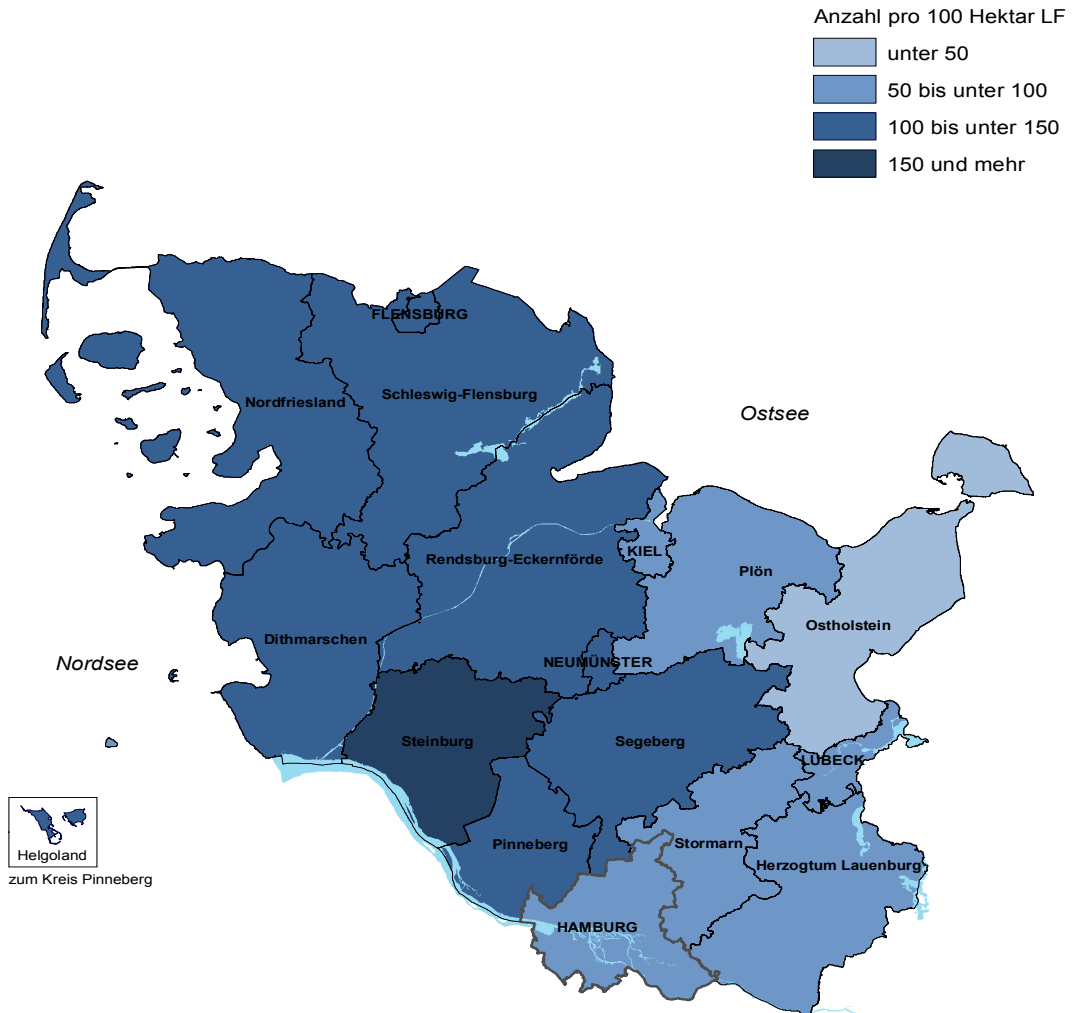 Anzahl pro 100 Hektar LF
unter 50
50 bis unter 100
100 bis unter 150
150 und mehr
FLENSBURG
Schleswig-Flensburg
Nordfriesland
Ostsee
KIEL
Rendsburg-Eckernförde
Plön
Ostholstein
Dithmarschen
NEUMÜNSTER
Nordsee
Steinburg
Segeberg
LÜBECK
Pinneberg
Stormarn
Helgoland
Herzogtum Lauenburg
zum Kreis Pinneberg
HAMBURG